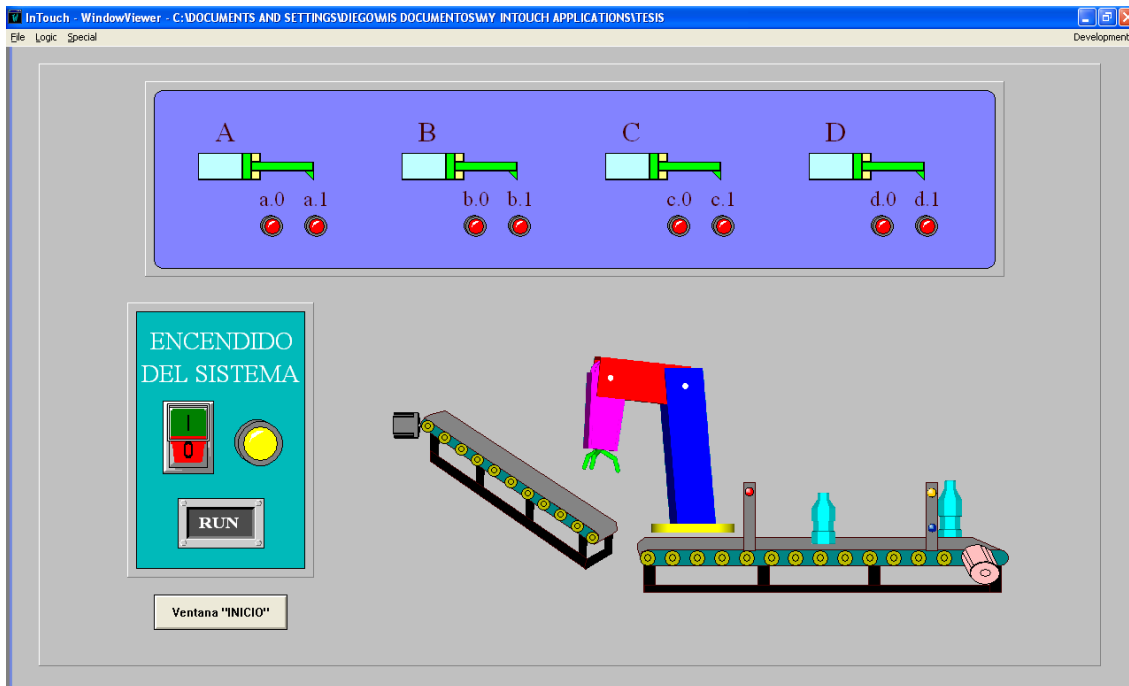 InTouch - WindowViewer - C:\DOCUMENTS AND SETTINGS\DIEGO\MIS DOCUMENTOS\MY INTOUCH APPLICATIONS\TESIS
File Logic Special Development
A B C D
a.0 a.1 b.0 b.1 c.0 c.1 d.0 d.1
ENCENDIDO
DEL SISTEMA
I
0
RUN
Ventana "INICIO"